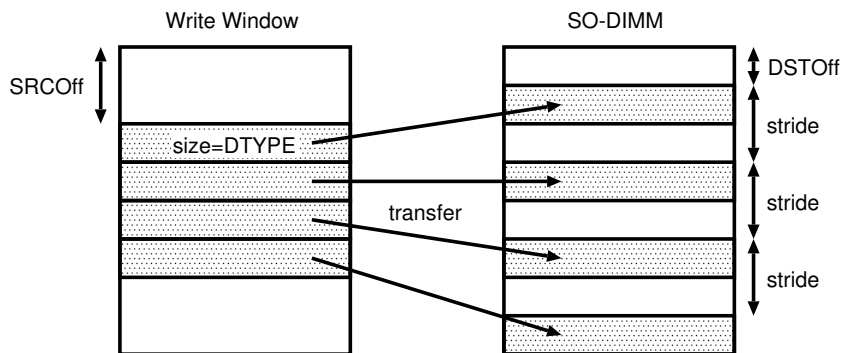 Write Window
SO-DIMM
SRCOff
DSTOff
size=DTYPE
stride
transfer
stride
stride